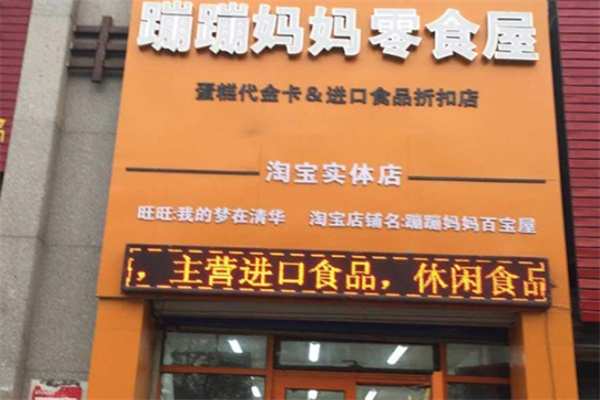 蹦蹦妈妈零食屋
蛋糕代金卡&进口食品折扣店
淘宝实体店
旺旺:我的梦在清华 淘宝店铺名:蹦蹦妈妈百宝屋
，主营进口食品，休闲食品